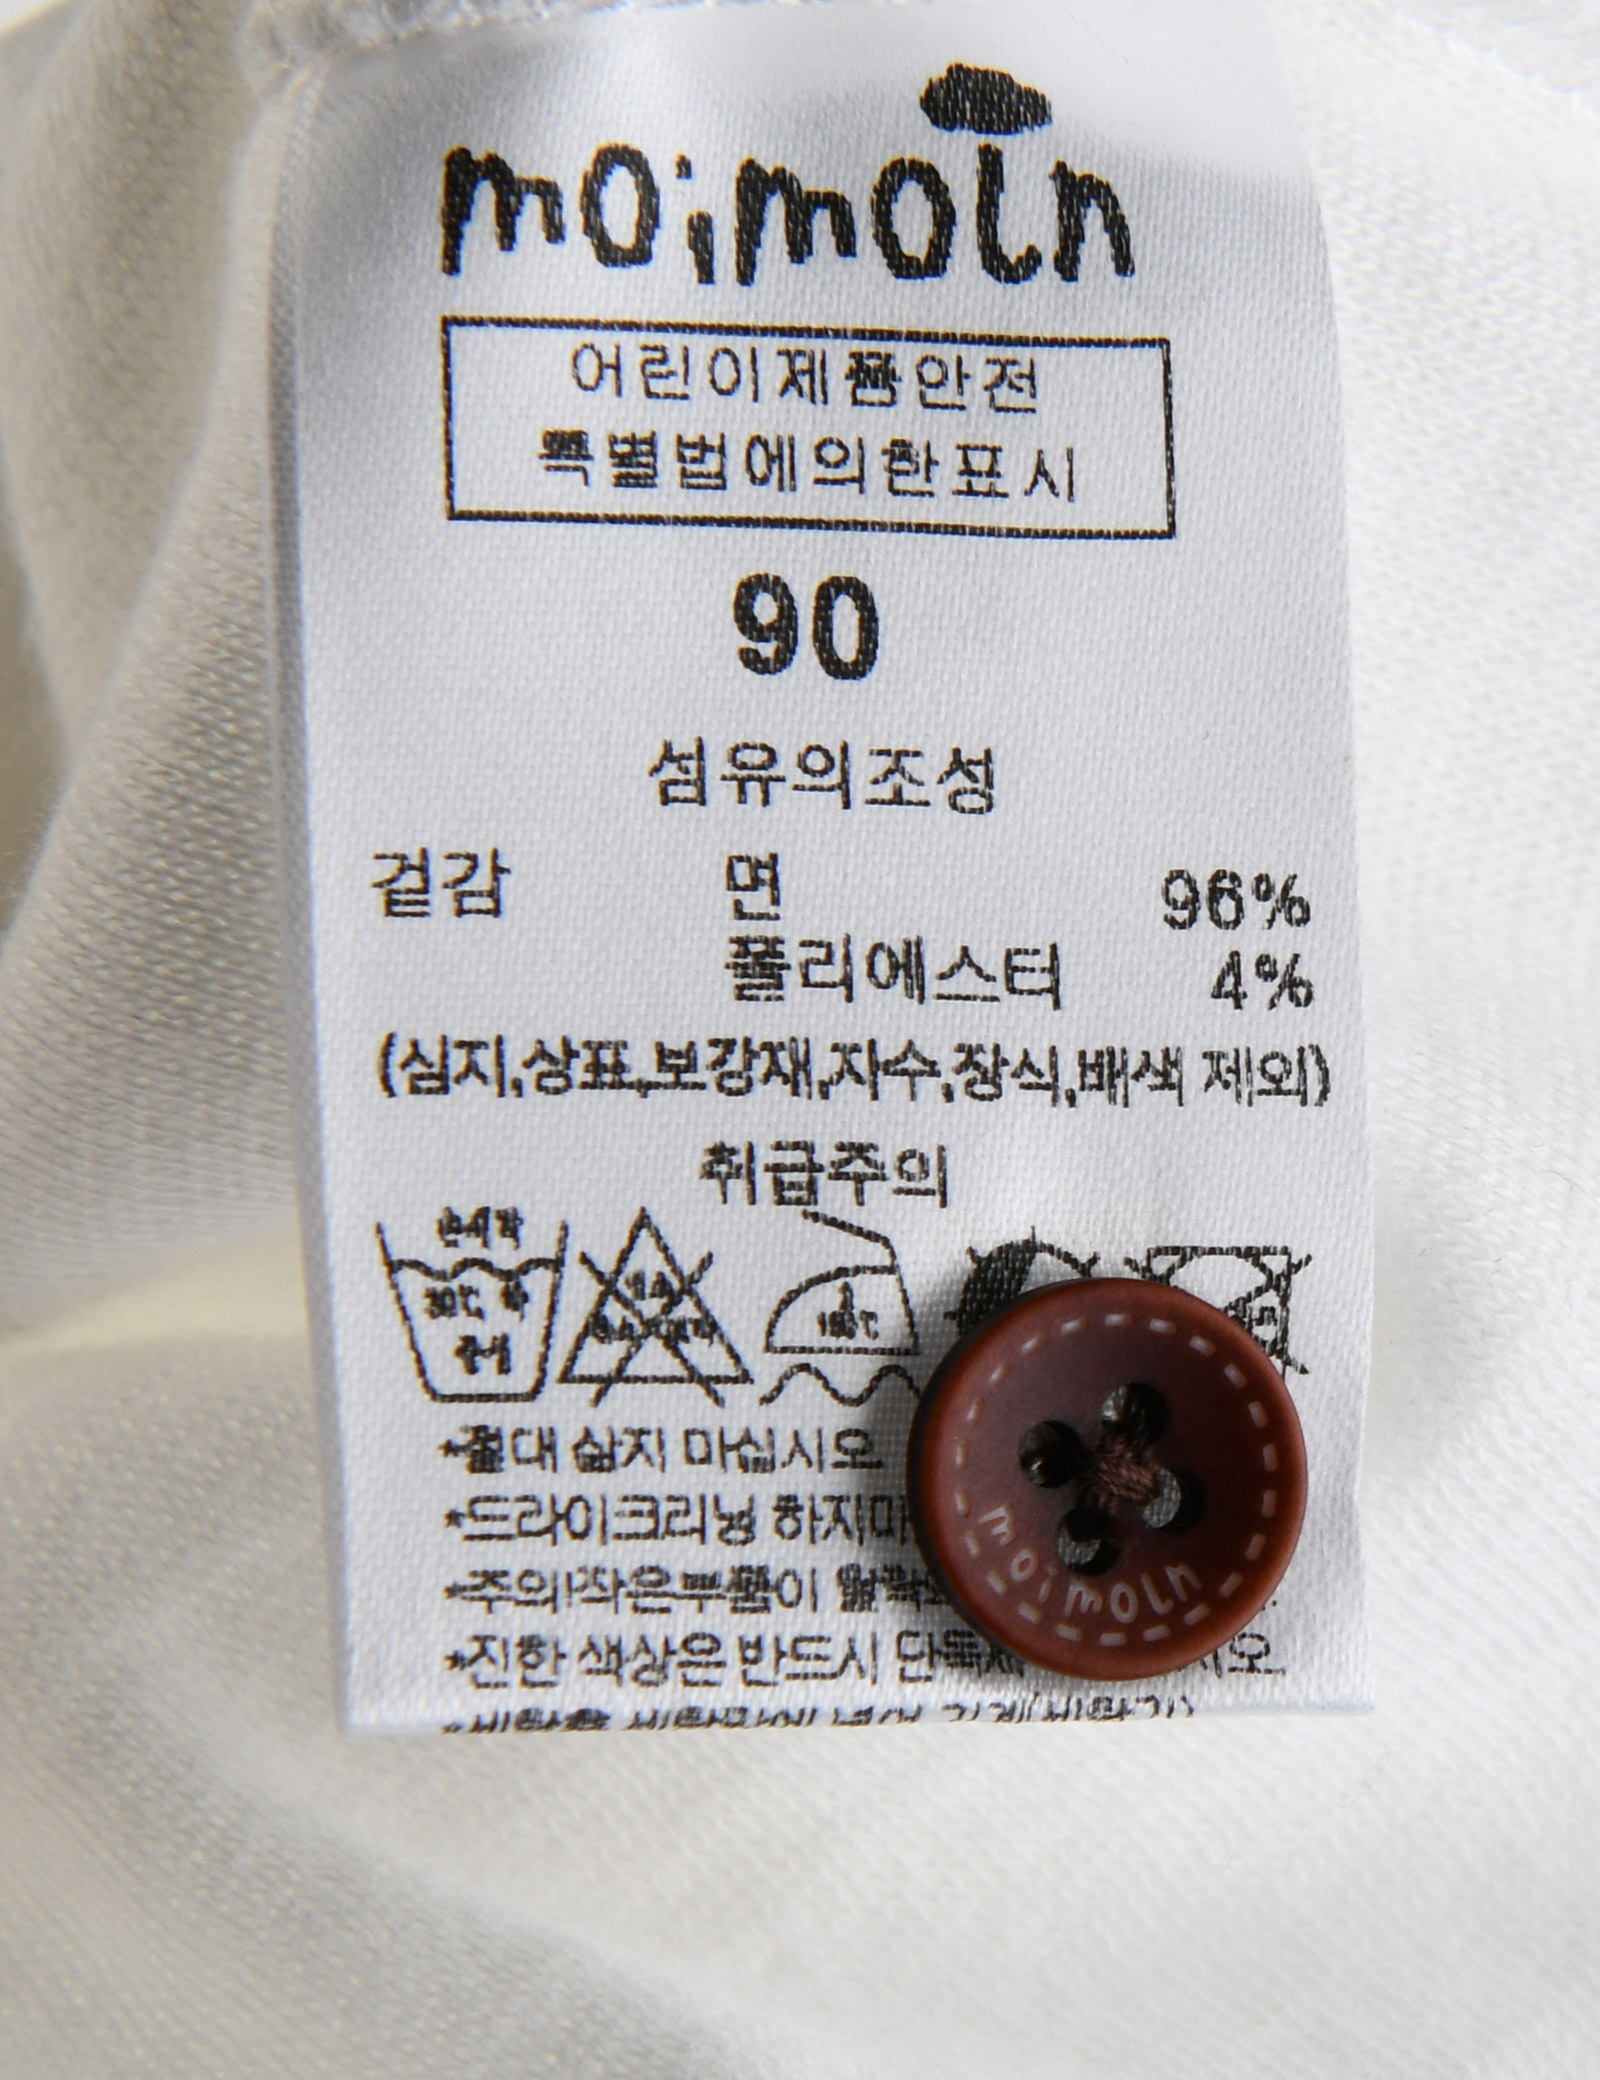 moimoln
어린이제품안전
특별법에의한표시
90
섬유의조성
겉감 면 96%
폴리에스터 4%
(심지,상표,보강재,자수,장식,배색 제외)
취급주의
손세탁
30℃
중성
*절대 삶지 마십시오
*드라이크리닝 하지마
*주의!작은부품이
*진한 색상은 반드시 단독세
moimoln